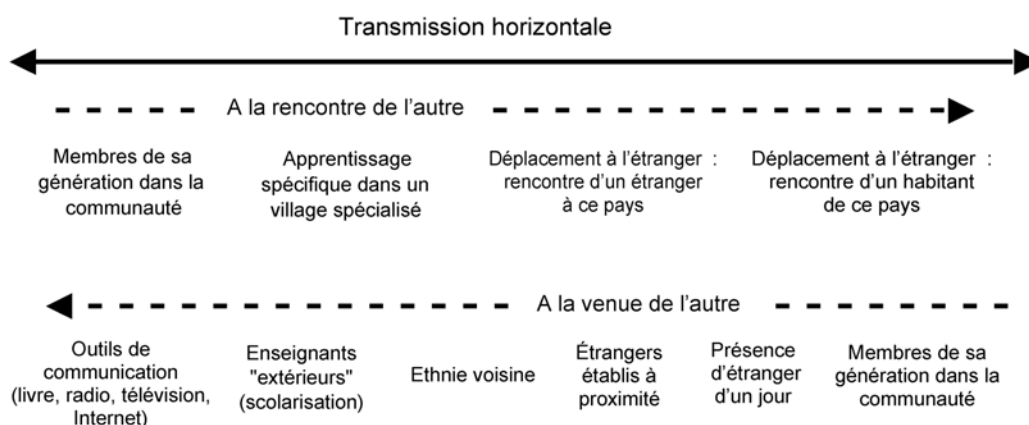 Transmission horizontale
A la rencontre de l'autre
Membres de sa
génération dans la
communauté
Apprentissage
spécifique dans un
village spécialisé
Déplacement à l'étranger :
rencontre d'un étranger
à ce pays
Déplacement à l'étranger :
rencontre d'un habitant
de ce pays
A la venue de l'autre
Outils de
communication
(livre, radio, télévision,
Internet)
Enseignants
"extérieurs"
(scolarisation)
Ethnie voisine
Étrangers
établis à
proximité
Présence
d'étranger
d'un jour
Membres de sa
génération dans la
communauté